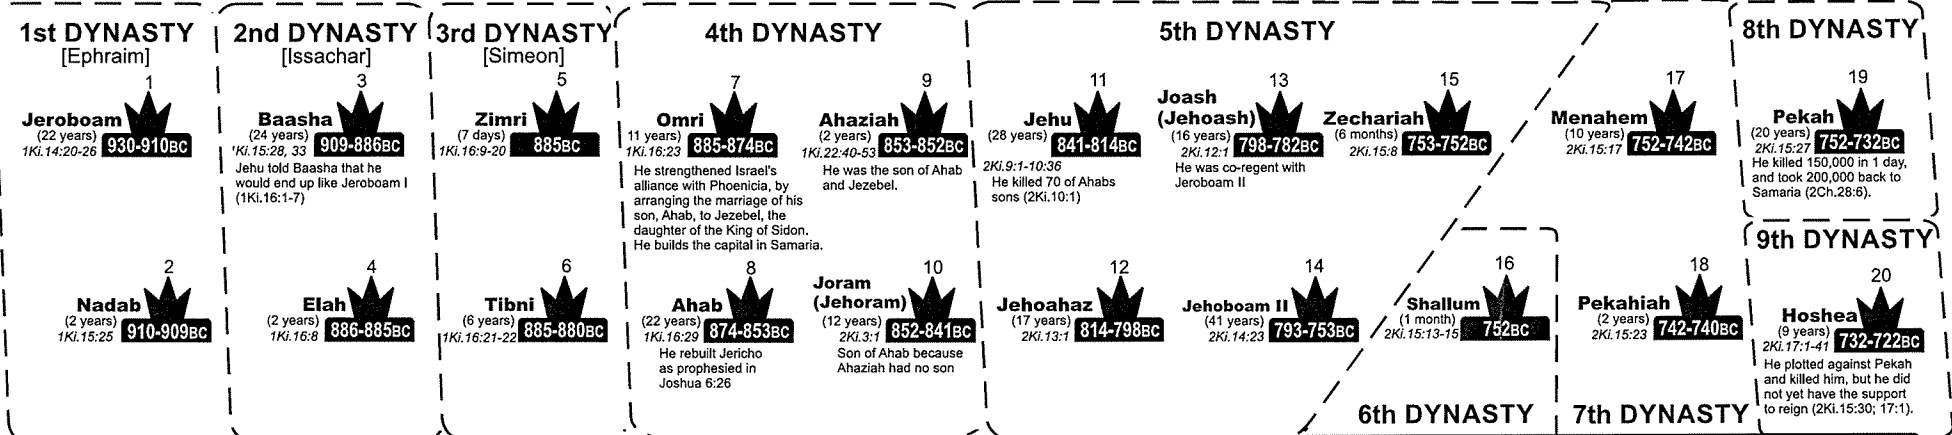 1st DYNASTY
[Ephraim]
1
Jeroboam
(22 years)
930-910BC
1Ki.14:20-26
2
Nadab
(2 years)
910-909BC
1Ki.15:25
2nd DYNASTY
[Issachar]
3
Baasha
(24 years)
909-886BC
1Ki.15:28, 33
Jehu told Baasha that he
would end up like Jeroboam I
(1Ki.16:1-7)
4
Elah
(2 years)
886-885BC
1Ki.16:8
3rd DYNASTY
[Simeon]
5
Zimri
(7 days)
885BC
1Ki.16:9-20
6
Tibni
(6 years)
885-880BC
1Ki.16:21-22
4th DYNASTY
7
Omri
11 years)
885-874BC
1Ki.16:23
He strengthened Israel's
alliance with Phoenicia, by
arranging the marriage of his
son, Ahab, to Jezebel, the
daughter of the King of Sidon.
He builds the capital in Samaria.
8
Ahab
(22 years)
874-853BC
1Ki.16:29
He rebuilt Jericho
as prophesied in
Joshua 6:26
9
Ahaziah
(2 years)
853-852BC
1Ki.22:40-53
He was the son of Ahab
and Jezebel.
10
Joram
(Jehoram)
(12 years)
852-841BC
2Ki.3:1
Son of Ahab because
Ahaziah had no son
5th DYNASTY
11
Jehu
(28 years)
841-814BC
2Ki.9:1-10:36
He killed 70 of Ahabs
sons (2Ki.10:1)
12
Jehoahaz
(17 years)
814-798BC
2Ki.13:1
13
Joash
(Jehoash)
(16 years)
798-782BC
2Ki.12:1
He was co-regent with
Jeroboam II
14
Jehoboam II
(41 years)
793-753BC
2Ki.14:23
15
Zechariah
(6 months)
753-752BC
2Ki.15:8
16
Shallum
(1 month)
752BC
2Ki.15:13-15
6th DYNASTY
17
Menahem
(10 years)
752-742BC
2Ki.15:17
18
Pekahiah
(2 years)
742-740BC
2Ki.15:23
7th DYNASTY
8th DYNASTY
19
Pekah
(20 years)
752-732BC
2Ki.15:27
He killed 150,000 in 1 day,
and took 200,000 back to
Samaria (2Ch.28:6).
9th DYNASTY
20
Hoshea
(9 years)
732-722BC
2Ki.17:1-41
He plotted against Pekah
and killed him, but he did
not yet have the support
to reign (2Ki.15:30; 17:1).